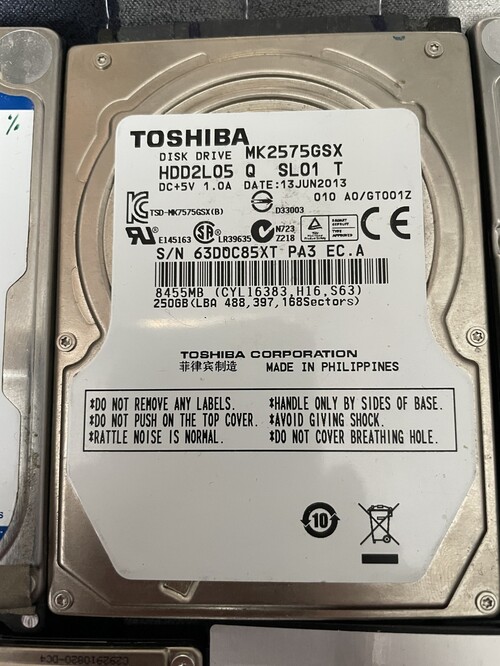 TOSHIBA
DISK DRIVE MK2575GSX
HDD2L05 Q SL01 T
DC+5V 1.0A DATE:13JUN2013
010 A0/GT001Z
TSD-MK7575GSX(B)
D33003
E145163
LR39635
N723
Z218
CE
S/N 63D0C85XT PA3 EC.A
8455MB (CYL16383,H16,S63)
250GB(LBA 488,397,168Sectors)
TOSHIBA CORPORATION
菲律宾制造 MADE IN PHILIPPINES
*DO NOT REMOVE ANY LABELS. *HANDLE ONLY BY SIDES OF BASE.
*DO NOT PUSH ON THE TOP COVER. *AVOID GIVING SHOCK.
*RATTLE NOISE IS NORMAL. *DO NOT COVER BREATHING HOLE.
10
%